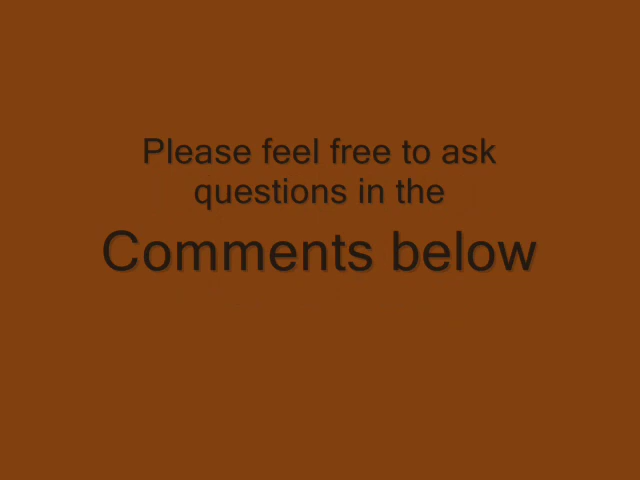 Please feel free to ask
questions in the
Comments below